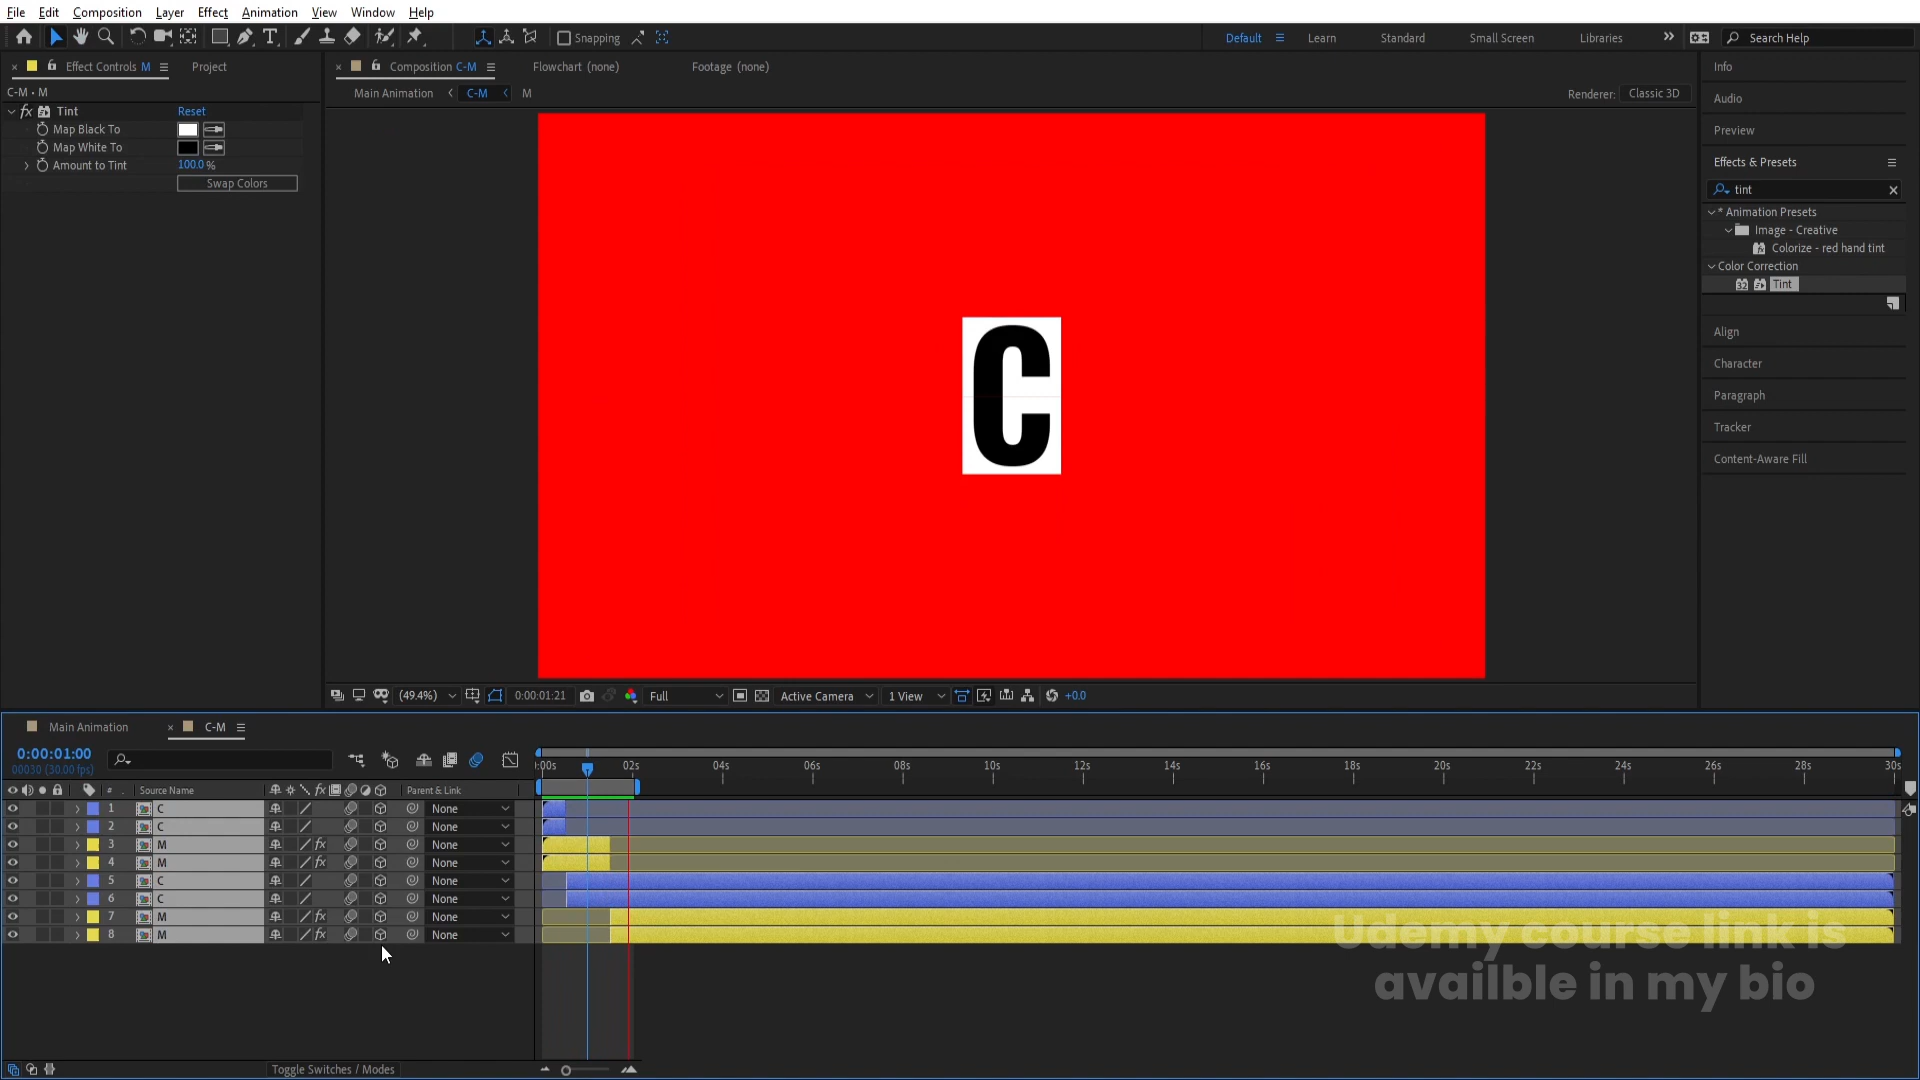 File Edit Composition Layer Effect Animation View Window Help
Snapping
Default
Learn
Standard
Small Screen
Libraries
Search Help
Effect Controls M
Project
Composition C-M
Flowchart (none)
Footage (none)
Info
C-M • M
Main Animation
C-M
M
Renderer:
Classic 3D
Audio
fx Tint
Reset
Map Black To
Map White To
Amount to Tint
100.0 %
Swap Colors
Preview
Effects & Presets
tint
* Animation Presets
Image - Creative
Colorize - red hand tint
Color Correction
32
Tint
Align
Character
Paragraph
Tracker
Content-Aware Fill
C
(49.4%)
0:00:01:21
Full
Active Camera
1 View
+0.0
Main Animation
C-M
0:00:01:00
00030 (30.00 fps)
:00s 02s 04s 06s 08s 10s 12s 14s 16s 18s 20s 22s 24s 26s 28s 30s
# Source Name fx Parent & Link
1 C None
2 C None
3 M fx None
4 M fx None
5 C None
6 C None
7 M fx None
8 M fx None
Udemy course link is
availble in my bio
Toggle Switches / Modes